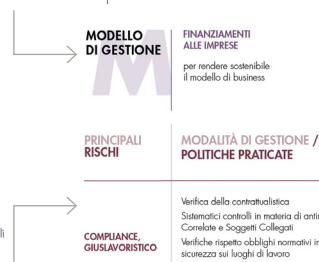 MODELLO
DI GESTIONE
FINANZIAMENTI
ALLE IMPRESE
per rendere sostenibile
il modello di business
PRINCIPALI
RISCHI
MODALITÀ DI GESTIONE /
POLITICHE PRATICATE
COMPLIANCE,
GIUSLAVORISTICO
Verifica della contrattualistica
Sistematici controlli in materia di
Correlate e Soggetti Collegati
Verifiche rispetto obblighi normativi in
sicurezza sui luoghi di lavoro